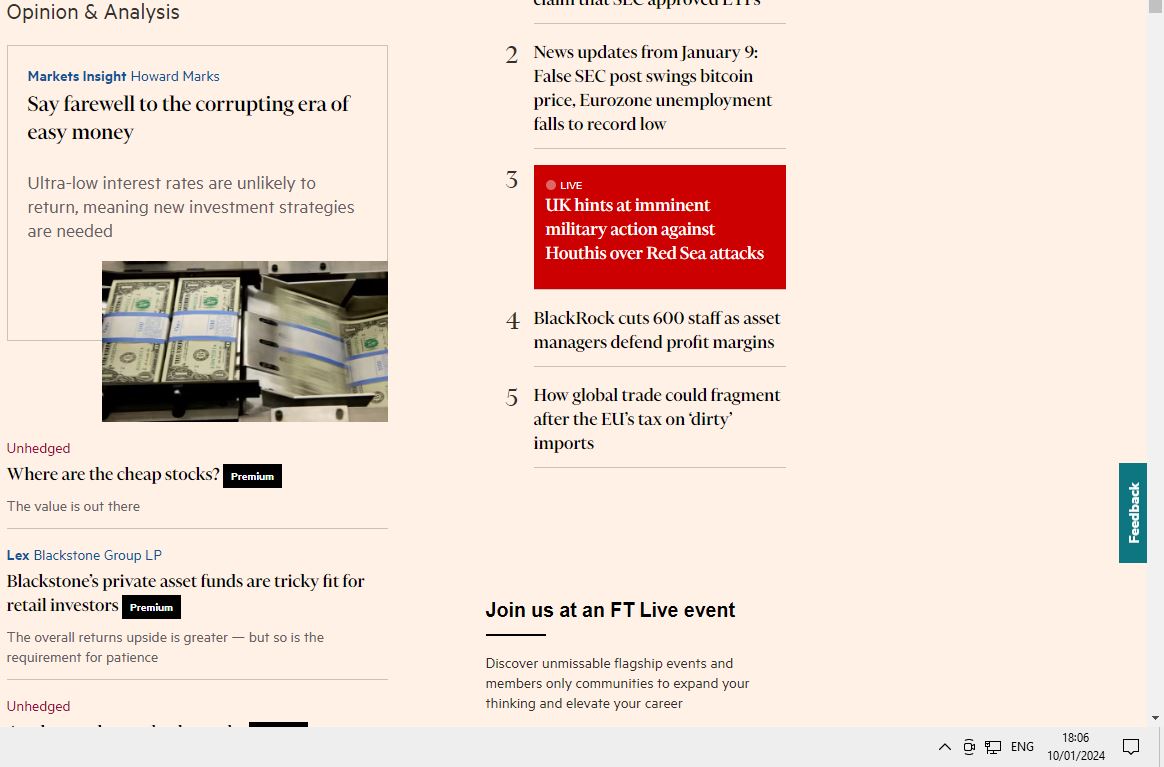 Opinion & Analysis
Markets Insight Howard Marks
Say farewell to the corrupting era of
easy money
Ultra-low interest rates are unlikely to
return, meaning new investment strategies
are needed
Unhedged
Where are the cheap stocks? Premium
The value is out there
Lex Blackstone Group LP
Blackstone's private asset funds are tricky fit for
retail investors Premium
The overall returns upside is greater — but so is the
requirement for patience
Unhedged
claim that SEC approved ETFs
2
News updates from January 9:
False SEC post swings bitcoin
price, Eurozone unemployment
falls to record low
3
LIVE
UK hints at imminent
military action against
Houthis over Red Sea attacks
4
BlackRock cuts 600 staff as asset
managers defend profit margins
5
How global trade could fragment
after the EU's tax on 'dirty'
imports
Join us at an FT Live event
Discover unmissable flagship events and
members only communities to expand your
thinking and elevate your career
Feedback
ENG
18:06
10/01/2024